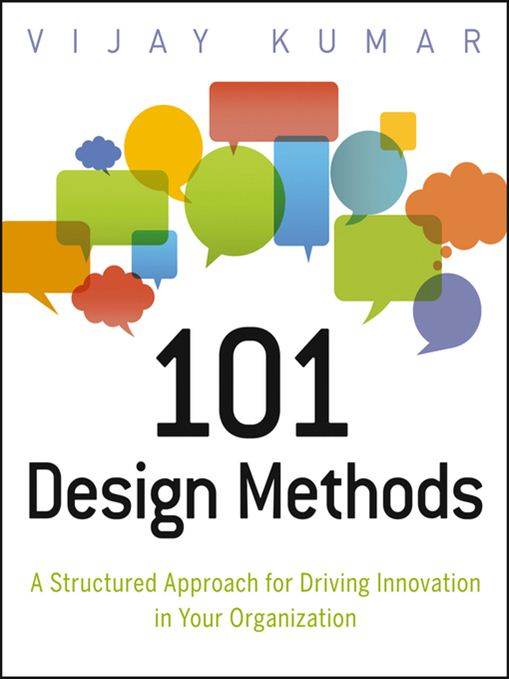 VIJAY KUMAR
101
Design Methods
A Structured Approach for Driving Innovation
in Your Organization